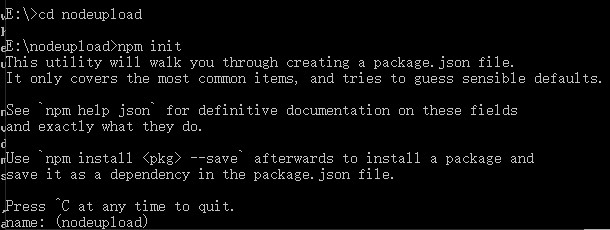 E:\>cd nodeupload
E:\nodeupload>npm init
This utility will walk you through creating a package.json file.
It only covers the most common items, and tries to guess sensible defaults.
See `npm help json` for definitive documentation on these fields
and exactly what they do.
Use `npm install <pkg> --save` afterwards to install a package and
save it as a dependency in the package.json file.
Press ^C at any time to quit.
name: (nodeupload)